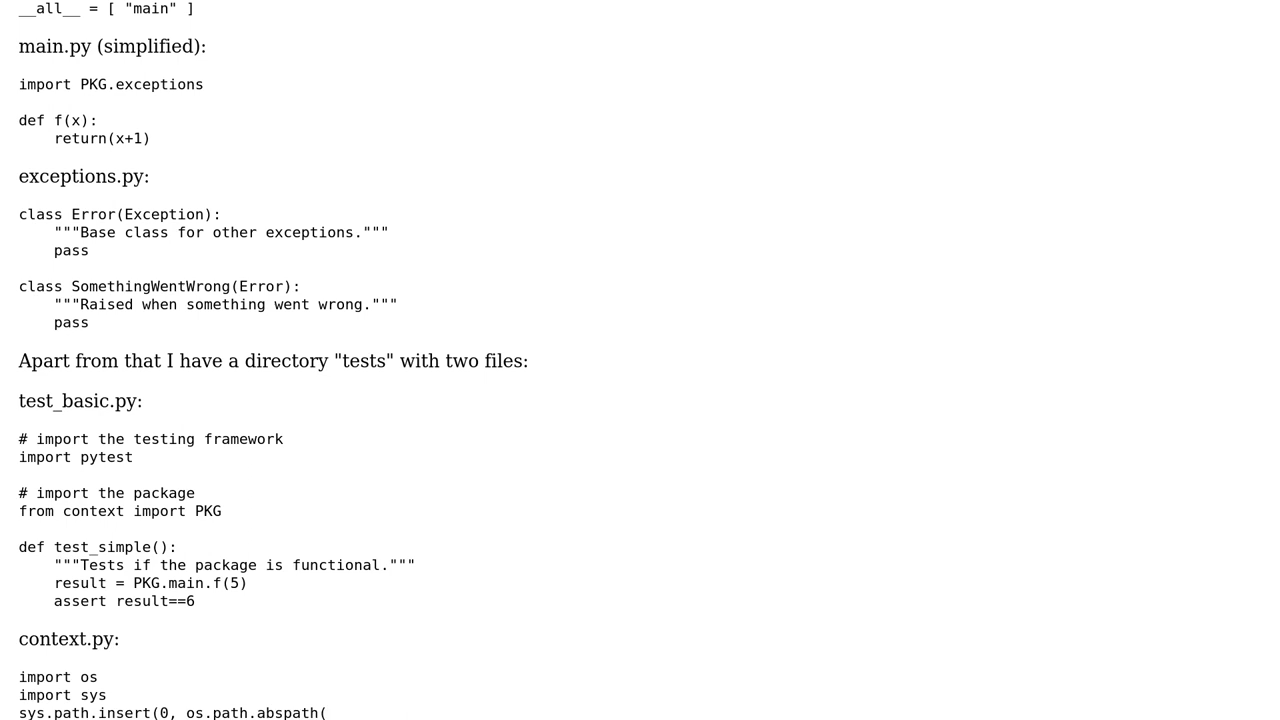 __all__ = [ "main" ]
main.py (simplified):
import PKG.exceptions
def f(x):
    return(x+1)
exceptions.py:
class Error(Exception):
    """Base class for other exceptions."""
    pass
class SomethingWentWrong(Error):
    """Raised when something went wrong."""
    pass
Apart from that I have a directory "tests" with two files:
test_basic.py:
# import the testing framework
import pytest
# import the package
from context import PKG
def test_simple():
    """Tests if the package is functional."""
    result = PKG.main.f(5)
    assert result==6
context.py:
import os
import sys
sys.path.insert(0, os.path.abspath(